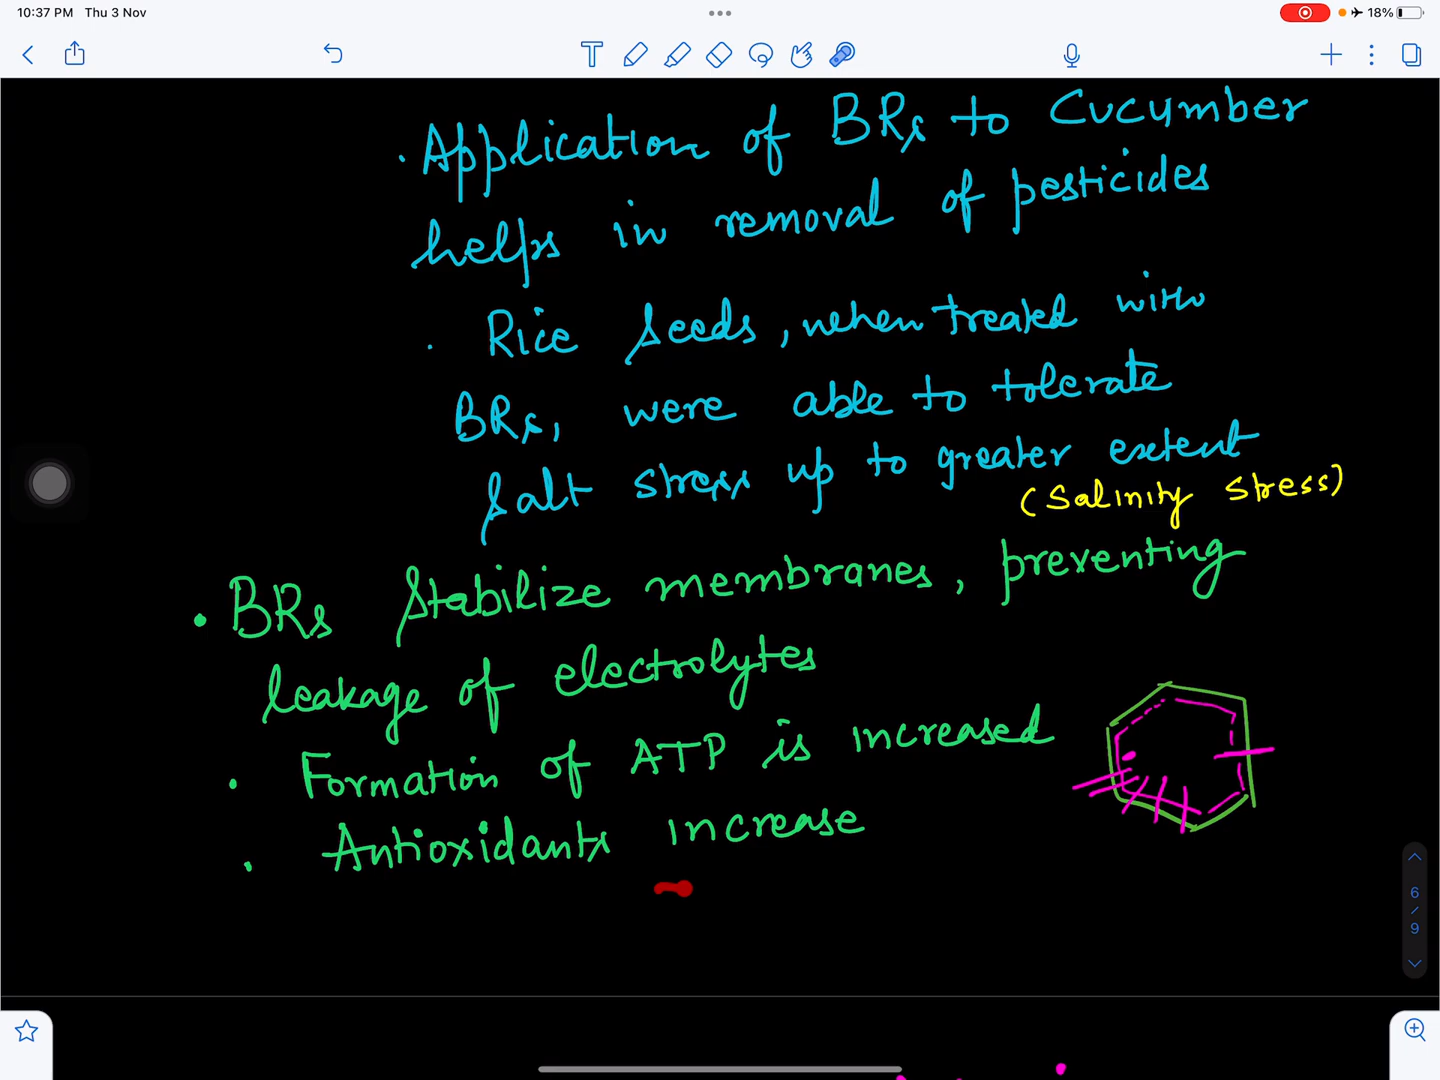 10:37 PM Thu 3 Nov
18%
· Application of BRs to Cucumber
helps in removal of pesticides
· Rice seeds, when treated with
BRs, were able to tolerate
salt stress up to greater extent
(Salinity stress)
• BRs stabilize membranes, preventing
leakage of electrolytes
• Formation of ATP is increased
• Antioxidants increase
6
/
9